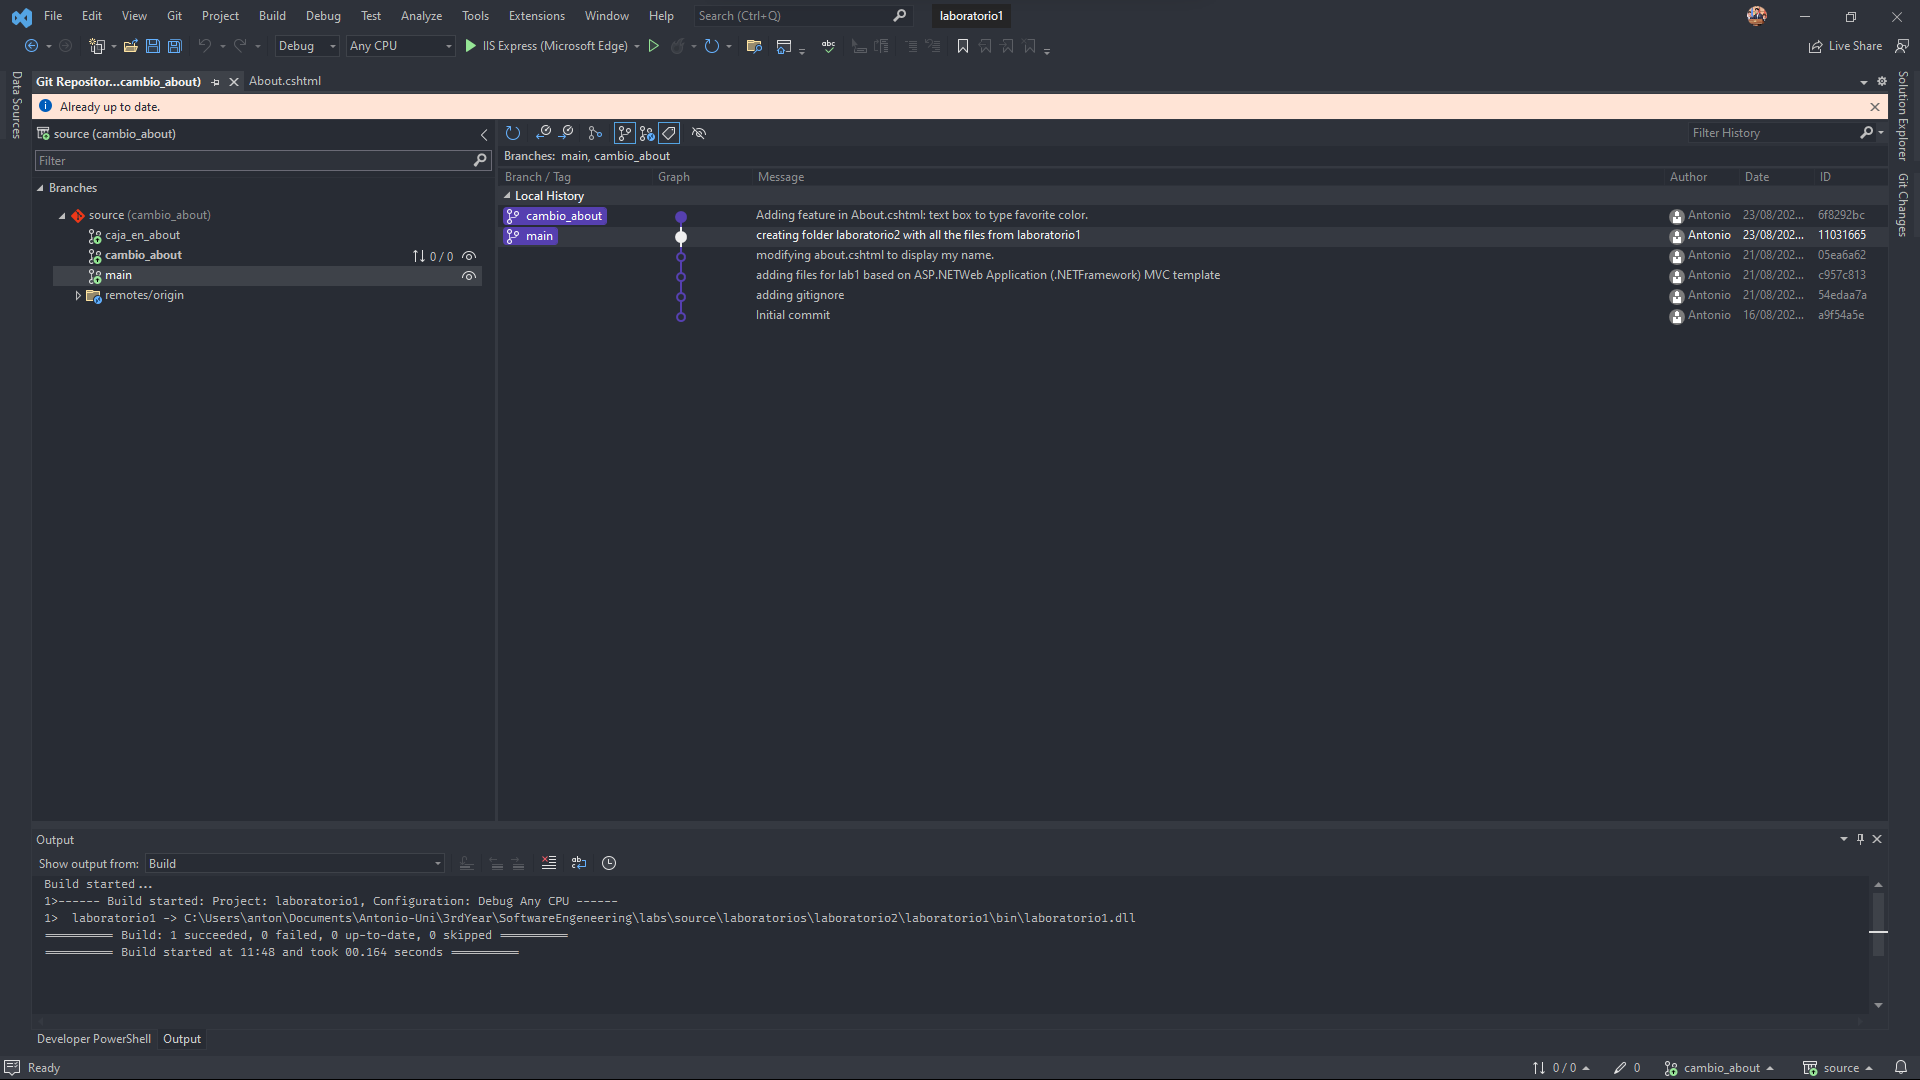 File Edit View Git Project Build Debug Test Analyze Tools Extensions Window Help Search (Ctrl+Q) laboratorio1
Debug Any CPU IIS Express (Microsoft Edge) Live Share
Data Sources
Git Repositor...cambio_about) About.cshtml
Already up to date.
source (cambio_about)
Filter
Branches
source (cambio_about)
caja_en_about
cambio_about 0 / 0
main
remotes/origin
Filter History
Branches: main, cambio_about
Branch / Tag Graph Message Author Date ID
Local History
cambio_about Adding feature in About.cshtml: text box to type favorite color. Antonio 23/08/202... 6f8292bc
main creating folder laboratorio2 with all the files from laboratorio1 Antonio 23/08/202... 11031665
modifying about.cshtml to display my name. Antonio 21/08/202... 05ea6a62
adding files for lab1 based on ASP.NETWeb Application (.NETFramework) MVC template Antonio 21/08/202... c957c813
adding gitignore Antonio 21/08/202... 54edaa7a
Initial commit Antonio 16/08/202... a9f54a5e
Solution Explorer
Git Changes
Output
Show output from: Build
Build started...
1>------ Build started: Project: laboratorio1, Configuration: Debug Any CPU ------
1>  laboratorio1 -> C:\Users\anton\Documents\Antonio-Uni\3rdYear\SoftwareEngeneering\labs\source\laboratorios\laboratorio2\laboratorio1\bin\laboratorio1.dll
========== Build: 1 succeeded, 0 failed, 0 up-to-date, 0 skipped ==========
========== Build started at 11:48 and took 00.164 seconds ==========
Developer PowerShell Output
Ready 0 / 0 0 cambio_about source